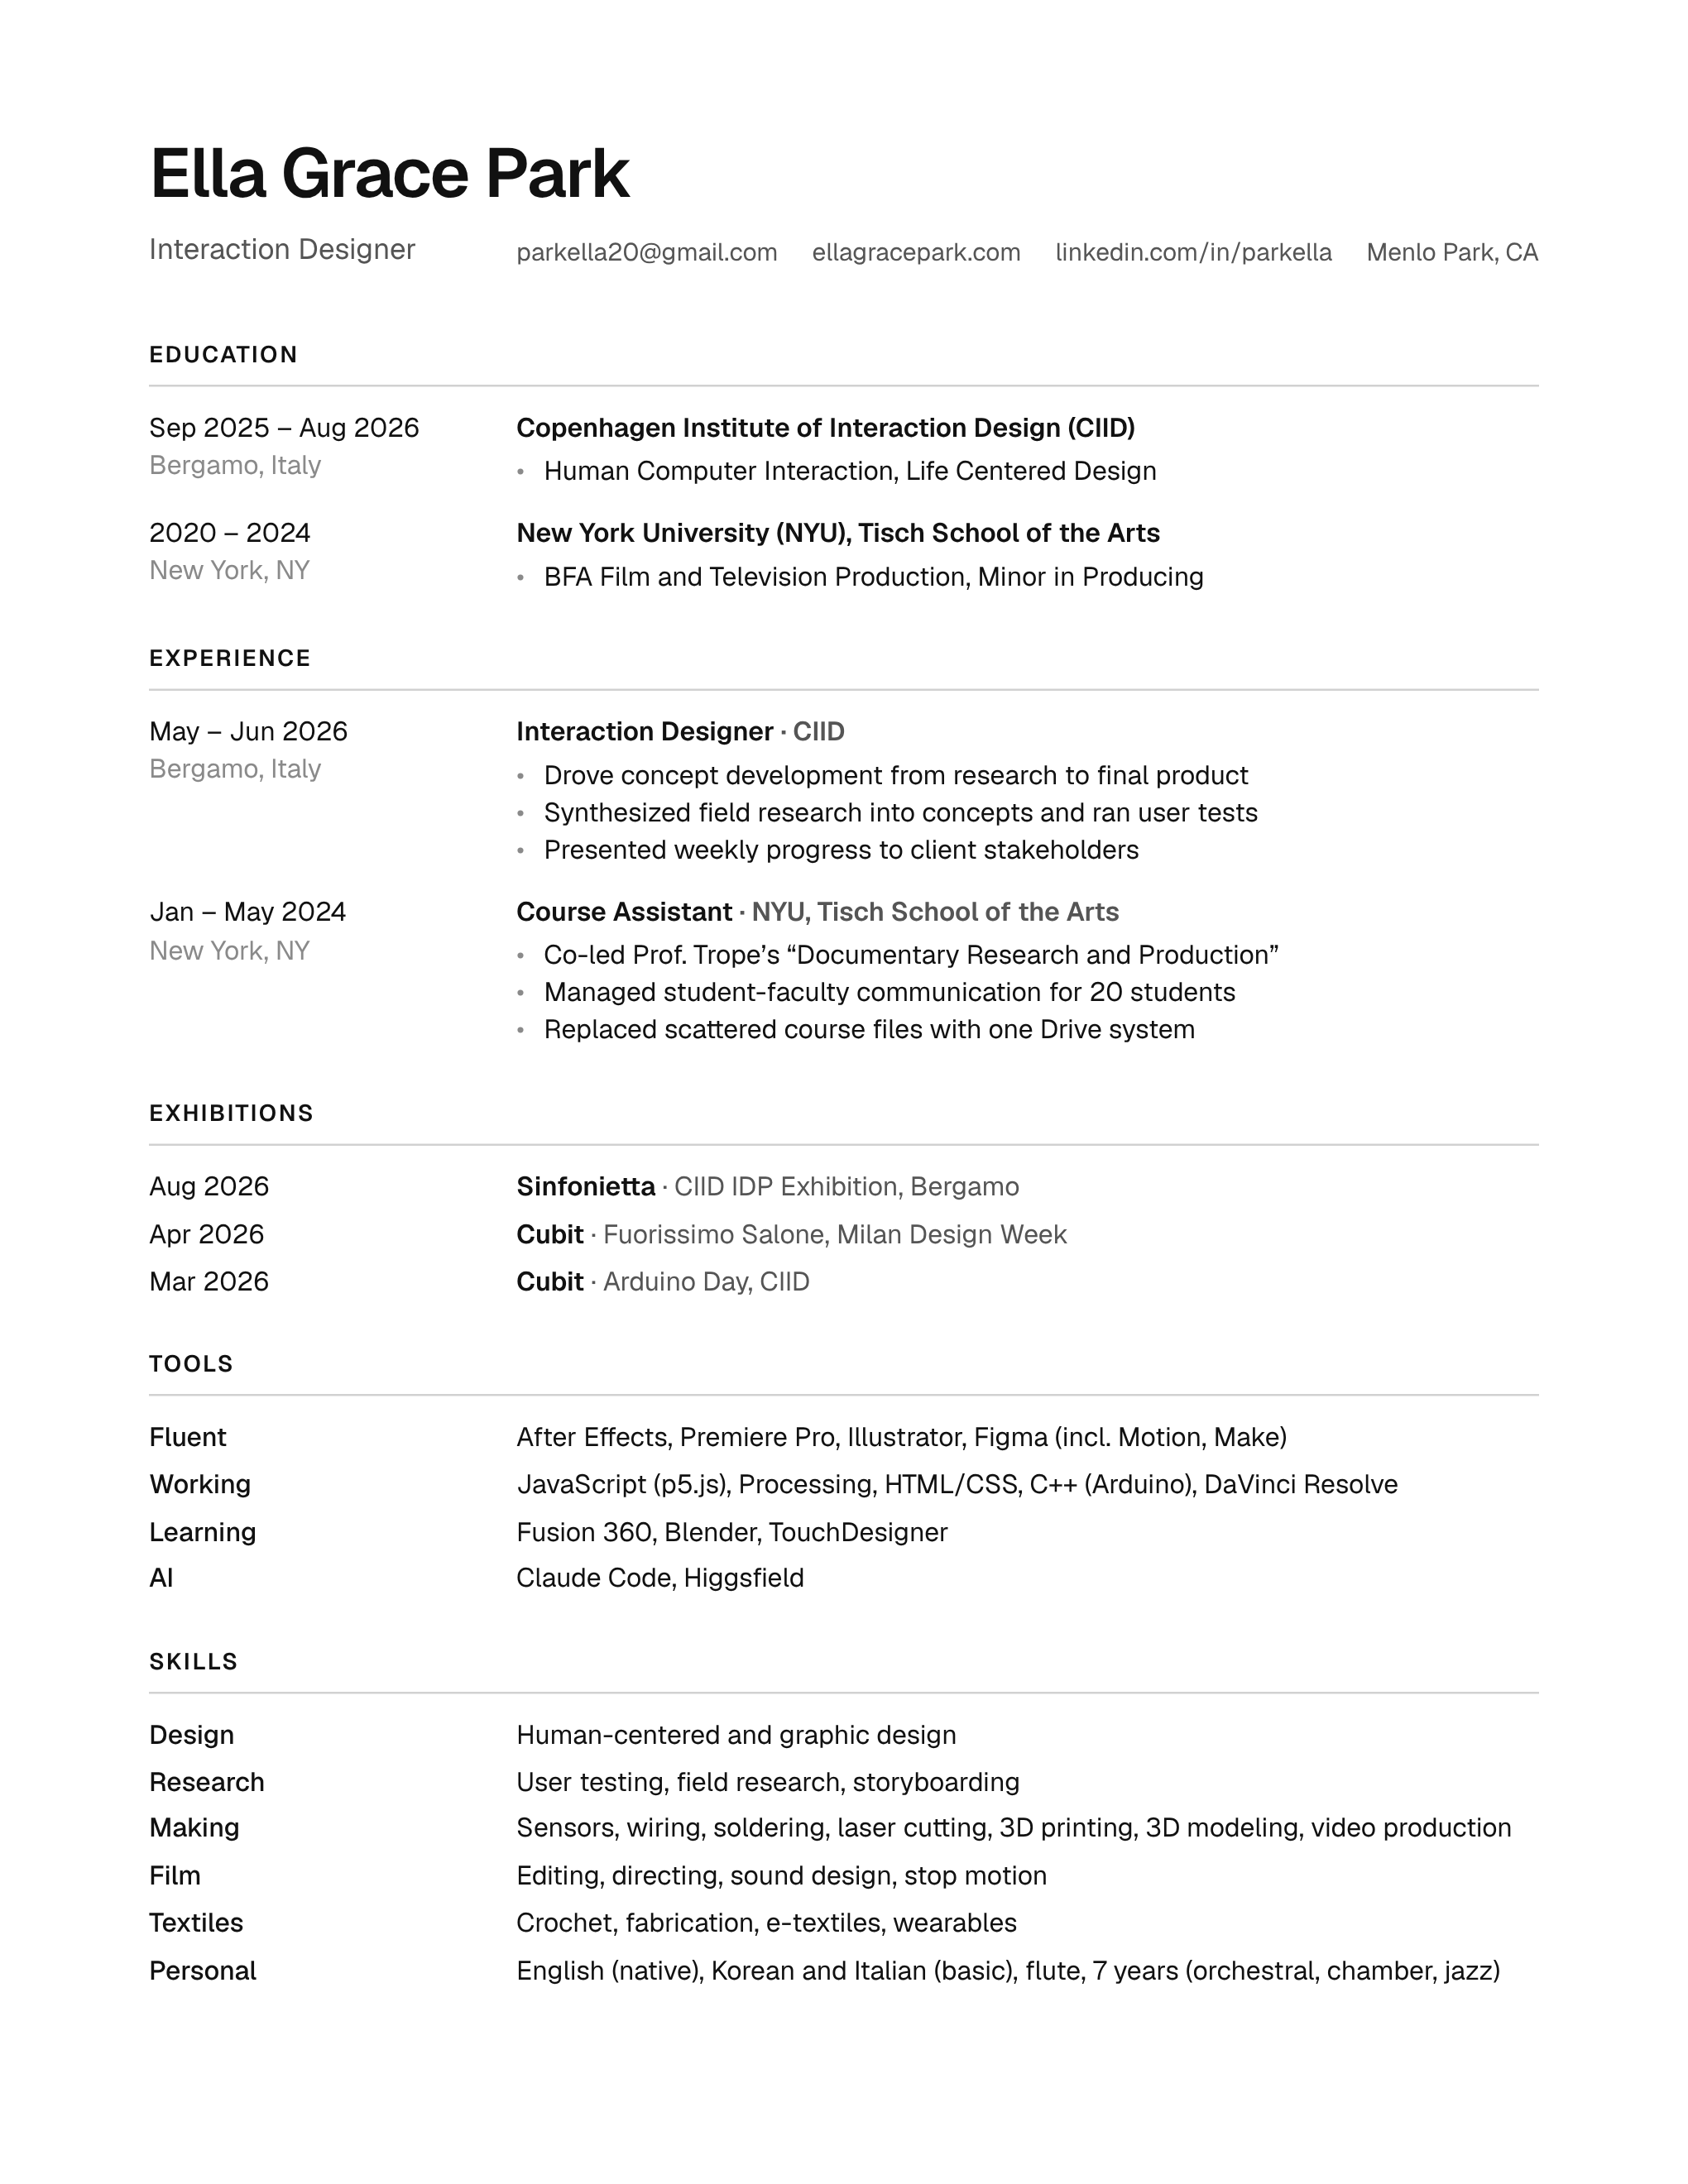 Ella Grace Park
Interaction Designer parkella20@gmail.com ellagracepark.com linkedin.com/in/parkella Menlo Park, CA
EDUCATION
Sep 2025 – Aug 2026 Copenhagen Institute of Interaction Design (CIID)
Bergamo, Italy • Human Computer Interaction, Life Centered Design
2020 – 2024 New York University (NYU), Tisch School of the Arts
New York, NY • BFA Film and Television Production, Minor in Producing
EXPERIENCE
May – Jun 2026 Interaction Designer · CIID
Bergamo, Italy • Drove concept development from research to final product
• Synthesized field research into concepts and ran user tests
• Presented weekly progress to client stakeholders
Jan – May 2024 Course Assistant · NYU, Tisch School of the Arts
New York, NY • Co-led Prof. Trope’s “Documentary Research and Production”
• Managed student-faculty communication for 20 students
• Replaced scattered course files with one Drive system
EXHIBITIONS
Aug 2026 Sinfonietta · CIID IDP Exhibition, Bergamo
Apr 2026 Cubit · Fuorissimo Salone, Milan Design Week
Mar 2026 Cubit · Arduino Day, CIID
TOOLS
Fluent After Effects, Premiere Pro, Illustrator, Figma (incl. Motion, Make)
Working JavaScript (p5.js), Processing, HTML/CSS, C++ (Arduino), DaVinci Resolve
Learning Fusion 360, Blender, TouchDesigner
AI Claude Code, Higgsfield
SKILLS
Design Human-centered and graphic design
Research User testing, field research, storyboarding
Making Sensors, wiring, soldering, laser cutting, 3D printing, 3D modeling, video production
Film Editing, directing, sound design, stop motion
Textiles Crochet, fabrication, e-textiles, wearables
Personal English (native), Korean and Italian (basic), flute, 7 years (orchestral, chamber, jazz)